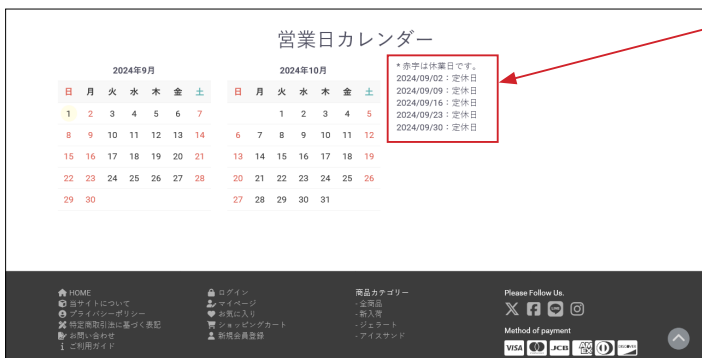 営業日カレンダー
2024年9月
日 月 火 水 木 金 土
1 2 3 4 5 6 7
8 9 10 11 12 13 14
15 16 17 18 19 20 21
22 23 24 25 26 27 28
29 30
2024年10月
日 月 火 水 木 金 土
1 2 3 4 5
6 7 8 9 10 11 12
13 14 15 16 17 18 19
20 21 22 23 24 25 26
27 28 29 30 31
* 赤字は休業日です。
2024/09/02：定休日
2024/09/09：定休日
2024/09/16：定休日
2024/09/23：定休日
2024/09/30：定休日
HOME
当サイトについて
プライバシーポリシー
特定商取引法に基づく表記
お問い合わせ
ご利用ガイド
ログイン
マイページ
お気に入り
ショッピングカート
新規会員登録
商品カテゴリー
- 全商品
- 新入荷
- ジェラート
- アイスサンド
Please Follow Us.
Method of payment
VISA JCB AMEX DISCOVER